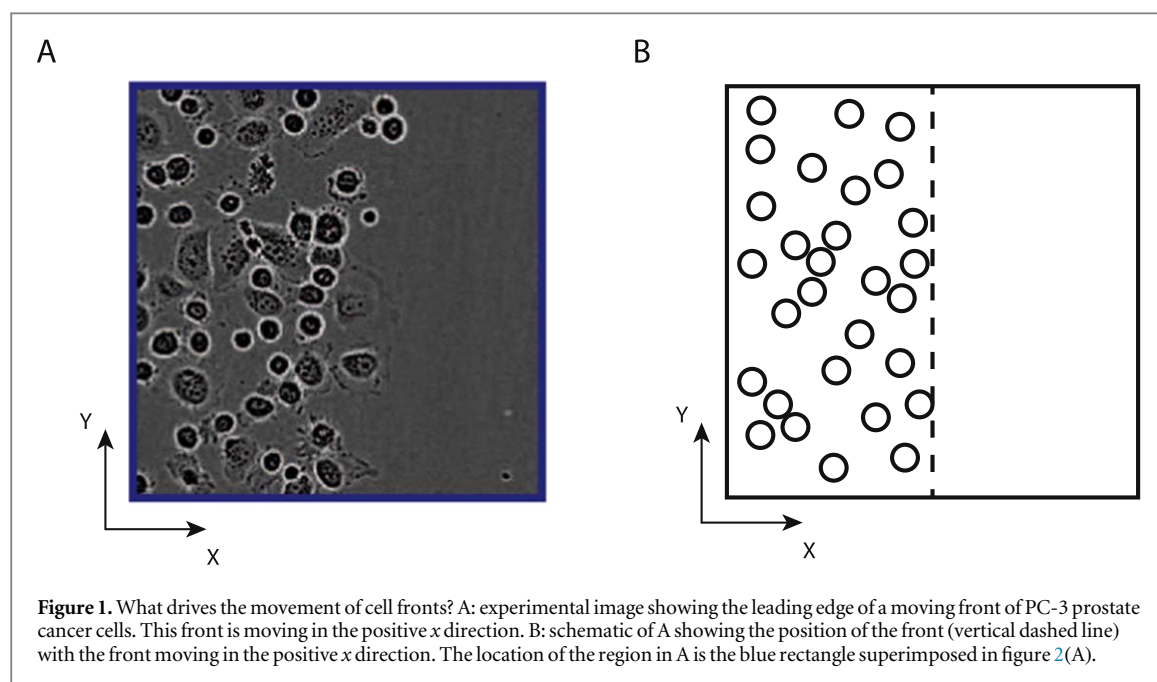 A
B
Y
X
Y
X
Figure 1. What drives the movement of cell fronts? A: experimental image showing the leading edge of a moving front of PC-3 prostate
cancer cells. This front is moving in the positive x direction. B: schematic of A showing the position of the front (vertical dashed line)
with the front moving in the positive x direction. The location of the region in A is the blue rectangle superimposed in figure 2(A).